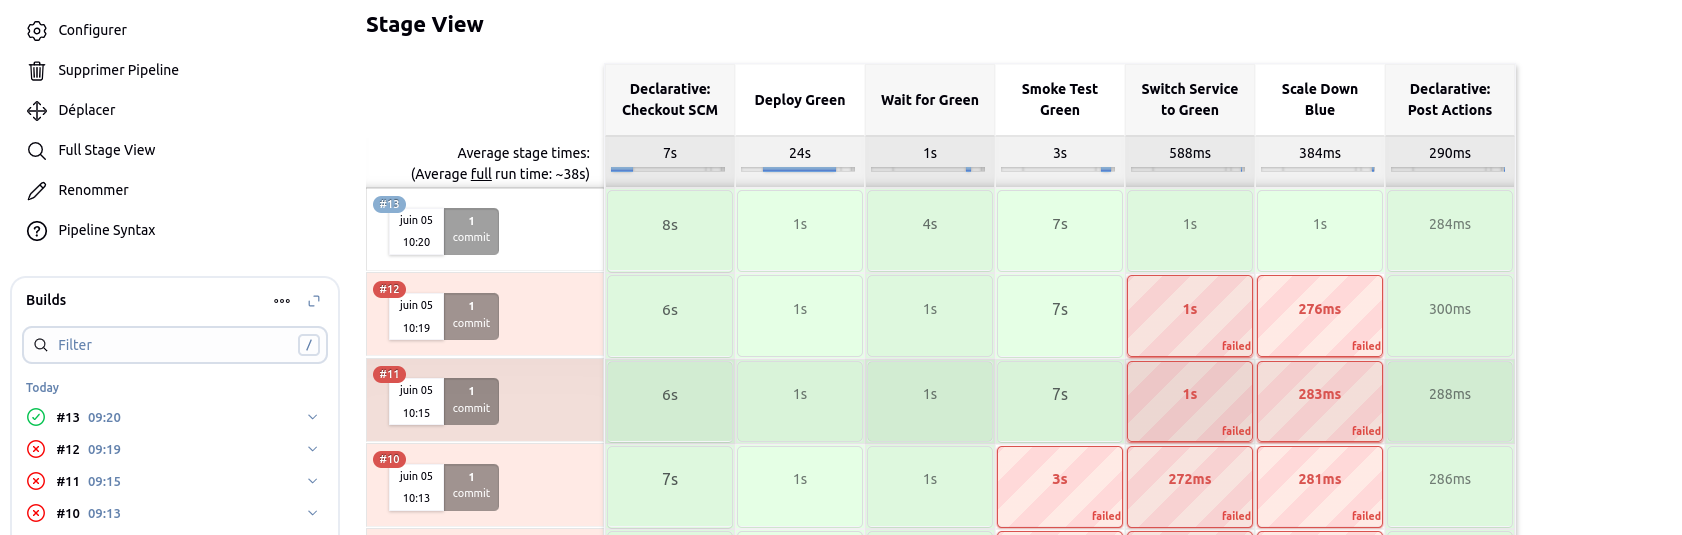 Configurer
Supprimer Pipeline
Déplacer
Full Stage View
Renommer
Pipeline Syntax
Builds
Filter
/
Today
#13 09:20
#12 09:19
#11 09:15
#10 09:13
Stage View
Declarative: Checkout SCM
Deploy Green
Wait for Green
Smoke Test Green
Switch Service to Green
Scale Down Blue
Declarative: Post Actions
Average stage times:
(Average full run time: ~38s)
7s 24s 1s 3s 588ms 384ms 290ms
#13
juin 05
10:20
1
commit
8s 1s 4s 7s 1s 1s 284ms
#12
juin 05
10:19
1
commit
6s 1s 1s 7s 1s 276ms 300ms
failed failed
#11
juin 05
10:15
1
commit
6s 1s 1s 7s 1s 283ms 288ms
failed failed
#10
juin 05
10:13
1
commit
7s 1s 1s 3s 272ms 281ms 286ms
failed failed failed